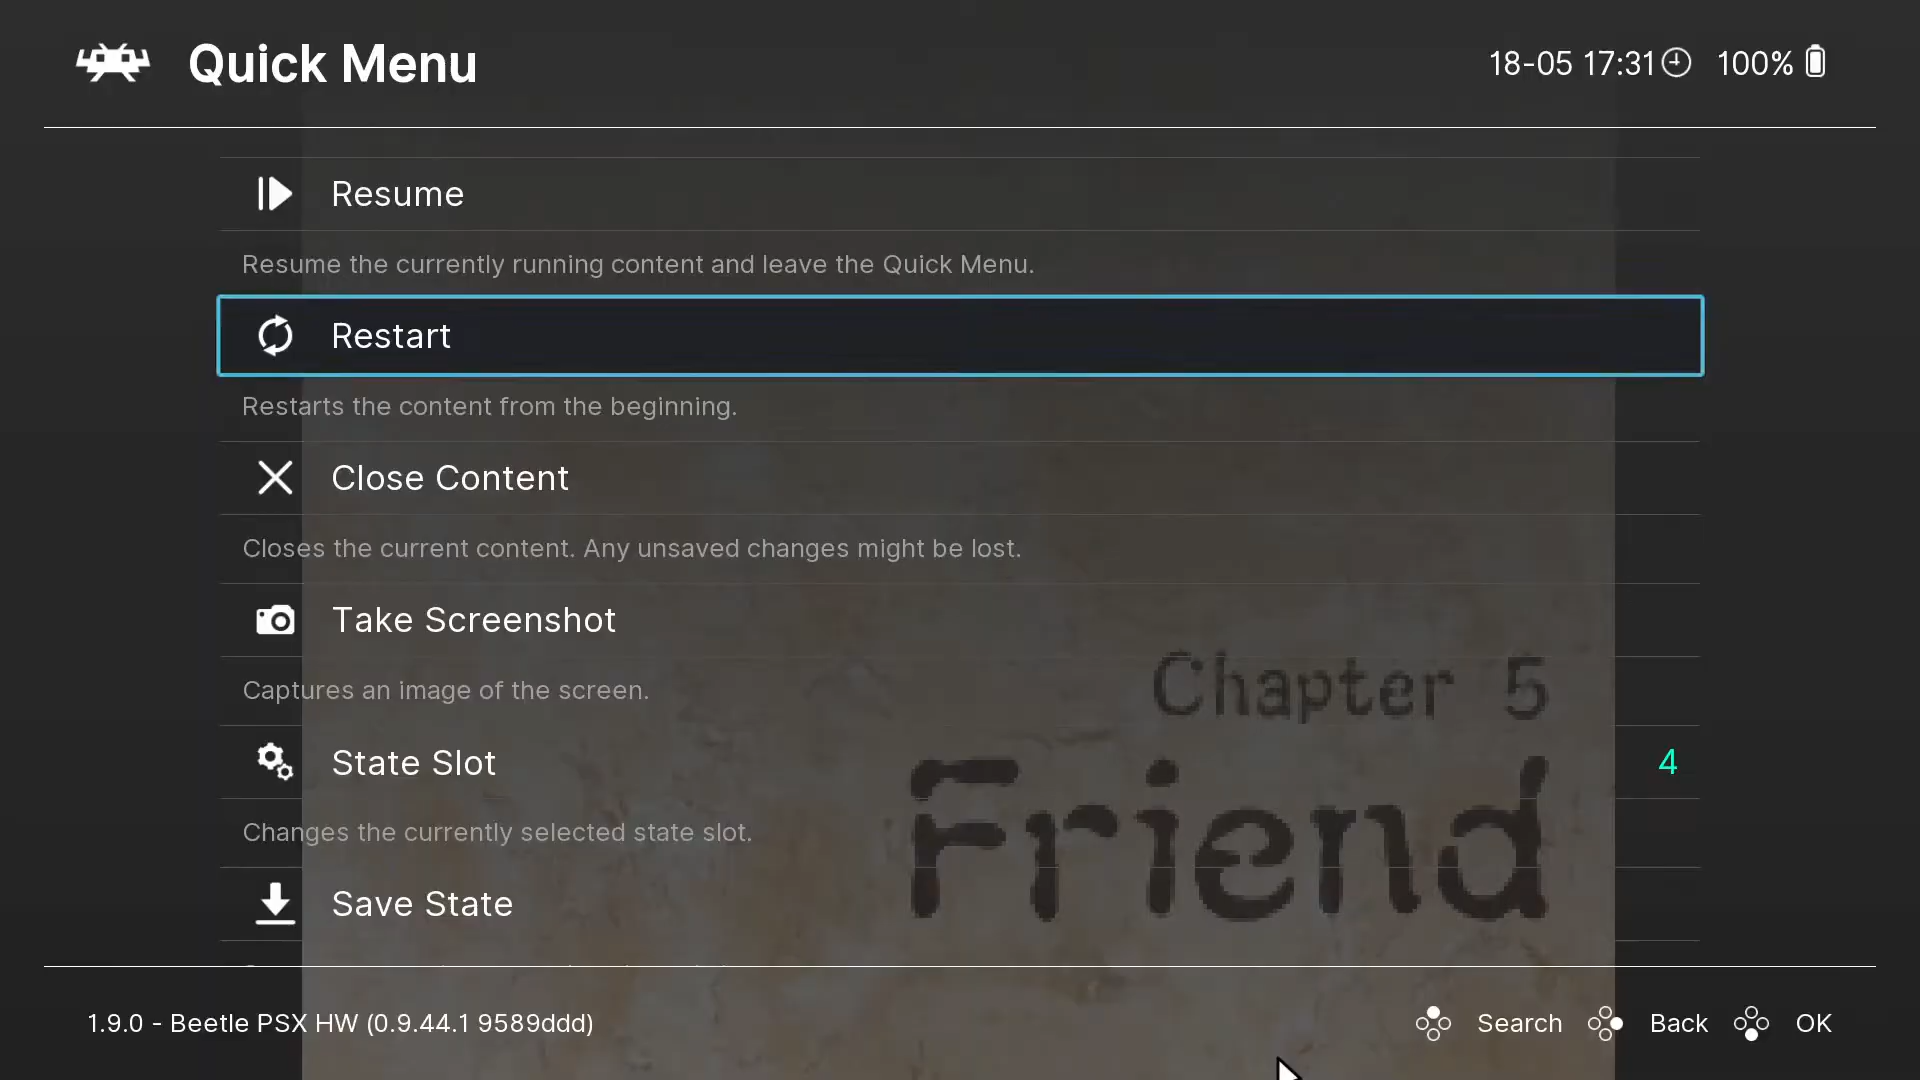 Quick Menu
18-05 17:31 100%
Resume
Resume the currently running content and leave the Quick Menu.
Restart
Restarts the content from the beginning.
Close Content
Closes the current content. Any unsaved changes might be lost.
Take Screenshot
Captures an image of the screen.
Chapter 5
State Slot 4
Friend
Changes the currently selected state slot.
Save State
1.9.0 - Beetle PSX HW (0.9.44.1 9589ddd)
Search Back OK